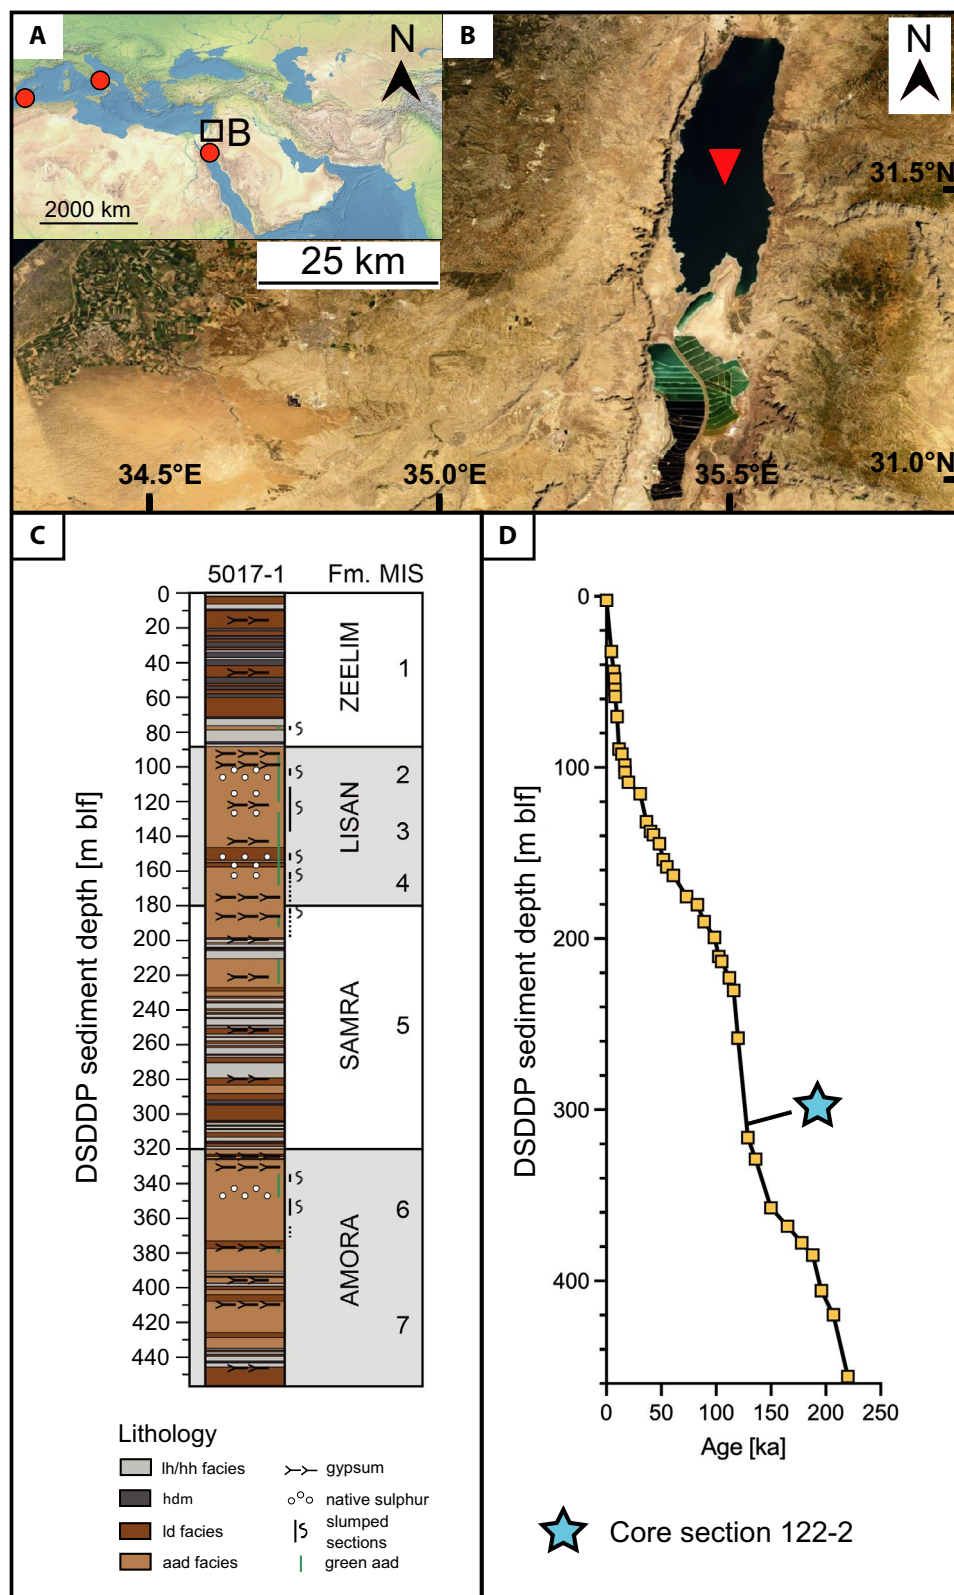 A
N
B
2000 km
B
N
25 km
31.5°N
31.0°N
34.5°E
35.0°E
35.5°E
C
5017-1 Fm. MIS
DSDDP sediment depth [m blf]
0
20
40
60
80
100
120
140
160
180
200
220
240
260
280
300
320
340
360
380
400
420
440
ZEELIM
1
LISAN
2
3
4
SAMRA
5
AMORA
6
7
Lithology
lh/hh facies
hdm
ld facies
aad facies
gypsum
native sulphur
slumped
sections
green aad
D
DSDDP sediment depth [m blf]
0
100
200
300
400
0 50 100 150 200 250
Age [ka]
Core section 122-2